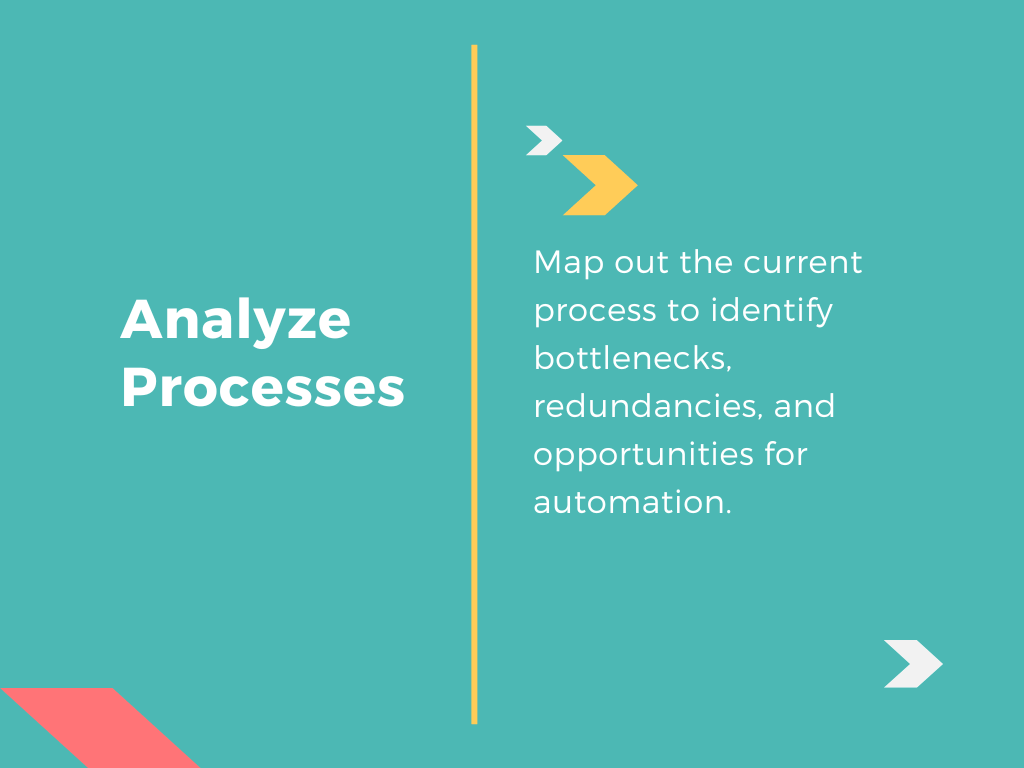 Analyze
Processes
Map out the current
process to identify
bottlenecks,
redundancies, and
opportunities for
automation.